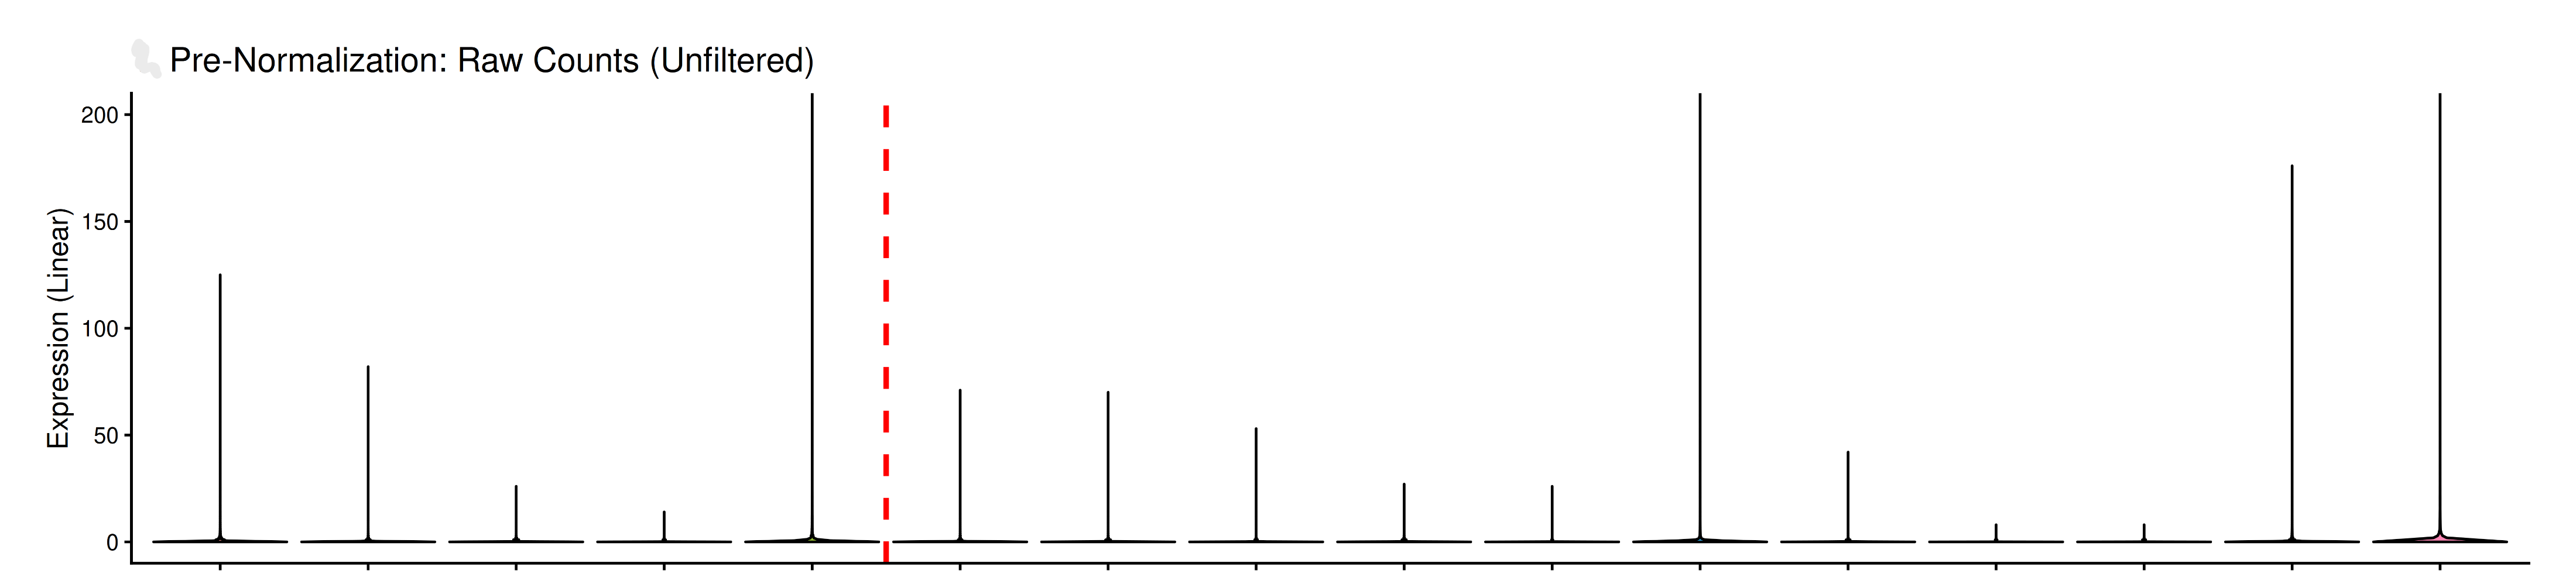 Pre-Normalization: Raw Counts (Unfiltered)
Expression (Linear)
200
150
100
50
0